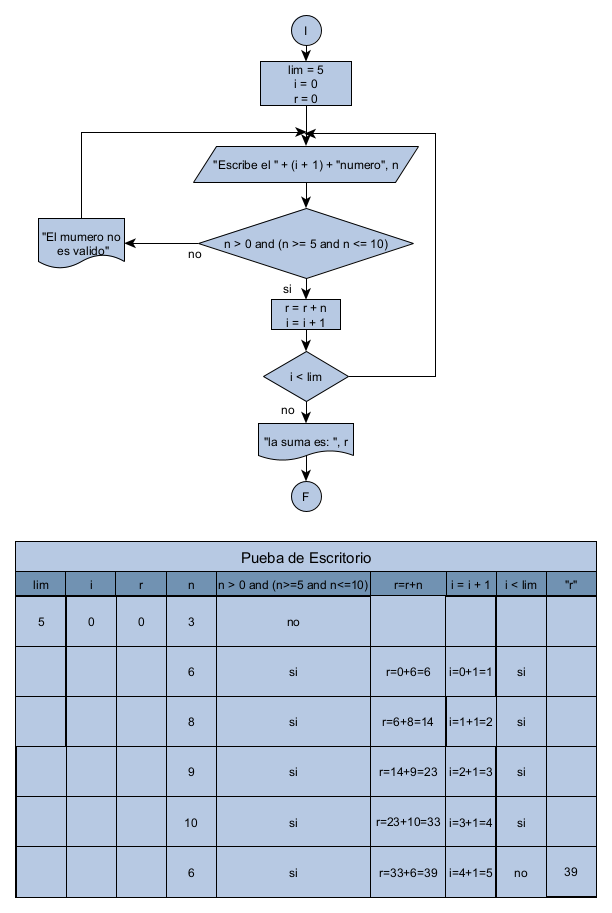 I
lim = 5
i = 0
r = 0
"Escribe el " + (i + 1) + "numero", n
n > 0 and (n >= 5 and n <= 10)
"El mumero no
es valido"
no
si
r = r + n
i = i + 1
i < lim
no
"la suma es: ", r
F
Pueba de Escritorio
lim i r n n > 0 and (n>=5 and n<=10) r=r+n i = i + 1 i < lim "r"
5 0 0 3 no
6 si r=0+6=6 i=0+1=1 si
8 si r=6+8=14 i=1+1=2 si
9 si r=14+9=23 i=2+1=3 si
10 si r=23+10=33 i=3+1=4 si
6 si r=33+6=39 i=4+1=5 no 39